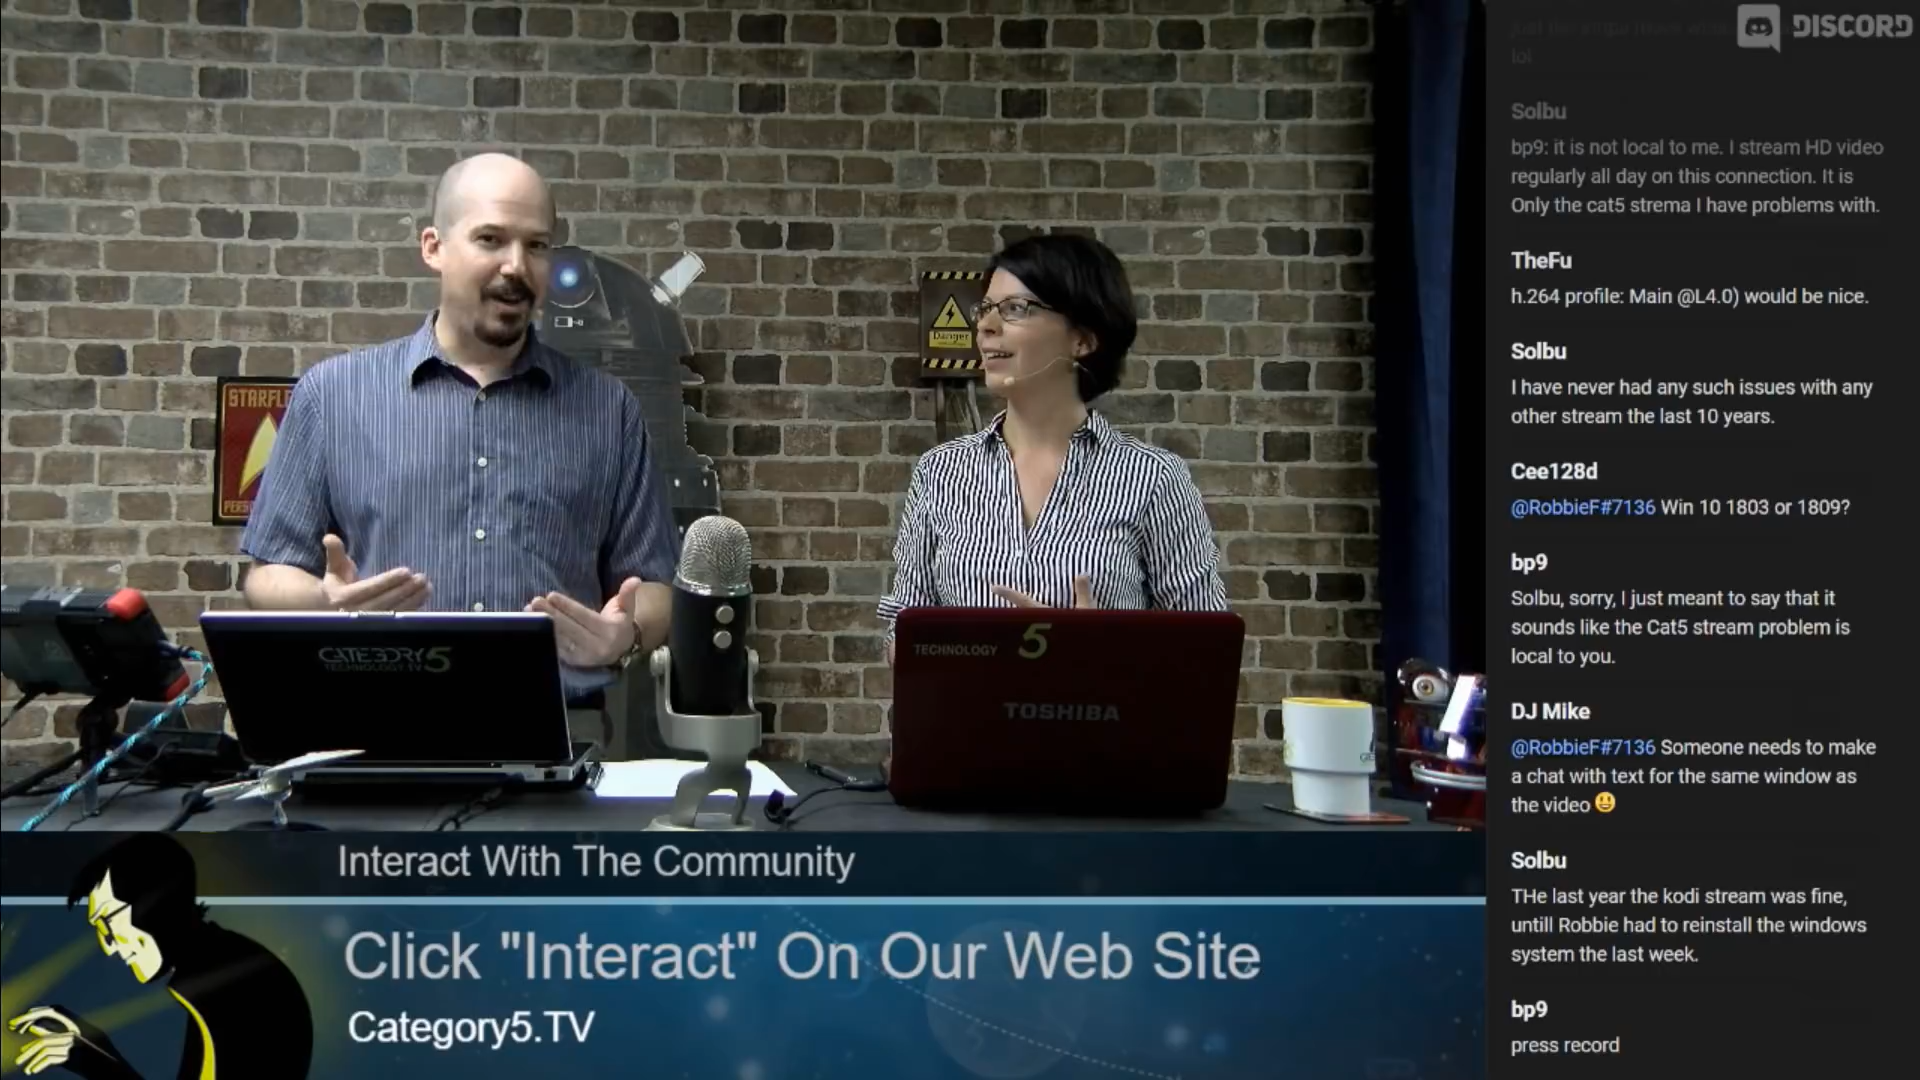 DISCORD
lol
Solbu
bp9: it is not local to me. I stream HD video
regularly all day on this connection. It is
Only the cat5 strema I have problems with.
TheFu
h.264 profile: Main @L4.0) would be nice.
Solbu
I have never had any such issues with any
other stream the last 10 years.
Cee128d
@RobbieF#7136 Win 10 1803 or 1809?
bp9
Solbu, sorry, I just meant to say that it
sounds like the Cat5 stream problem is
local to you.
DJ Mike
@RobbieF#7136 Someone needs to make
a chat with text for the same window as
the video 😃
Solbu
THe last year the kodi stream was fine,
untill Robbie had to reinstall the windows
system the last week.
bp9
press record
STARFL
PERS
Danger
CATEGORY5
TECHNOLOGY TV
TECHNOLOGY 5
TOSHIBA
Interact With The Community
Click "Interact" On Our Web Site
Category5.TV